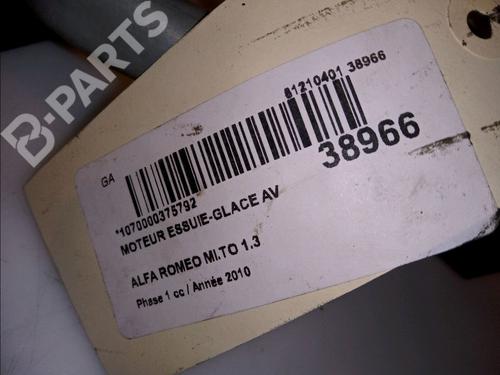 B-PARTS
81210401 38966
GA
38966
*1070000375792
MOTEUR ESSUIE-GLACE AV
ALFA ROMEO MI.TO 1.3
Phase 1 cc / Année 2010